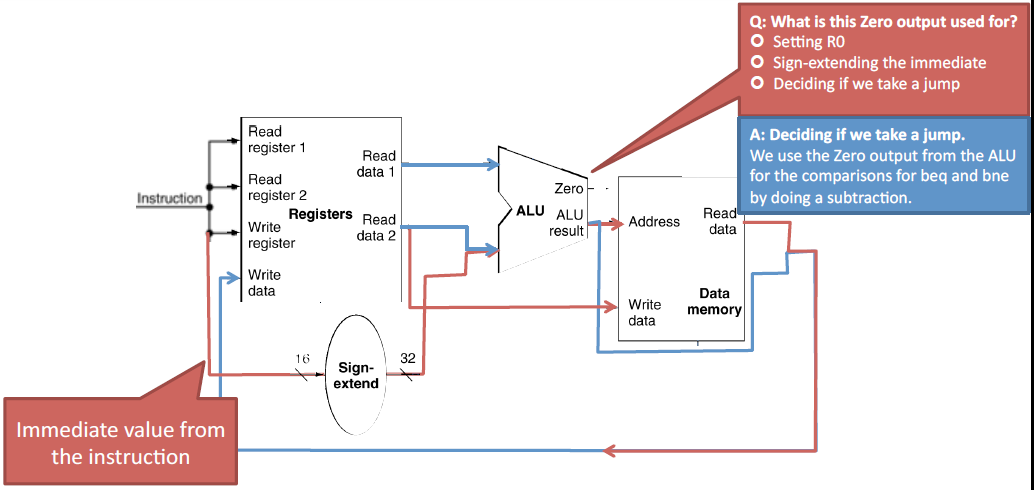 Q: What is this Zero output used for?
Setting R0
Sign-extending the immediate
Deciding if we take a jump
A: Deciding if we take a jump.
We use the Zero output from the ALU
for the comparisons for beq and bne
by doing a subtraction.
Instruction
Read
register 1
Read
register 2
Write
register
Write
data
Registers
Read
data 1
Read
data 2
ALU
Zero
ALU
result
Address
Read
data
Write
data
Data
memory
16
Sign-
extend
32
Immediate value from
the instruction